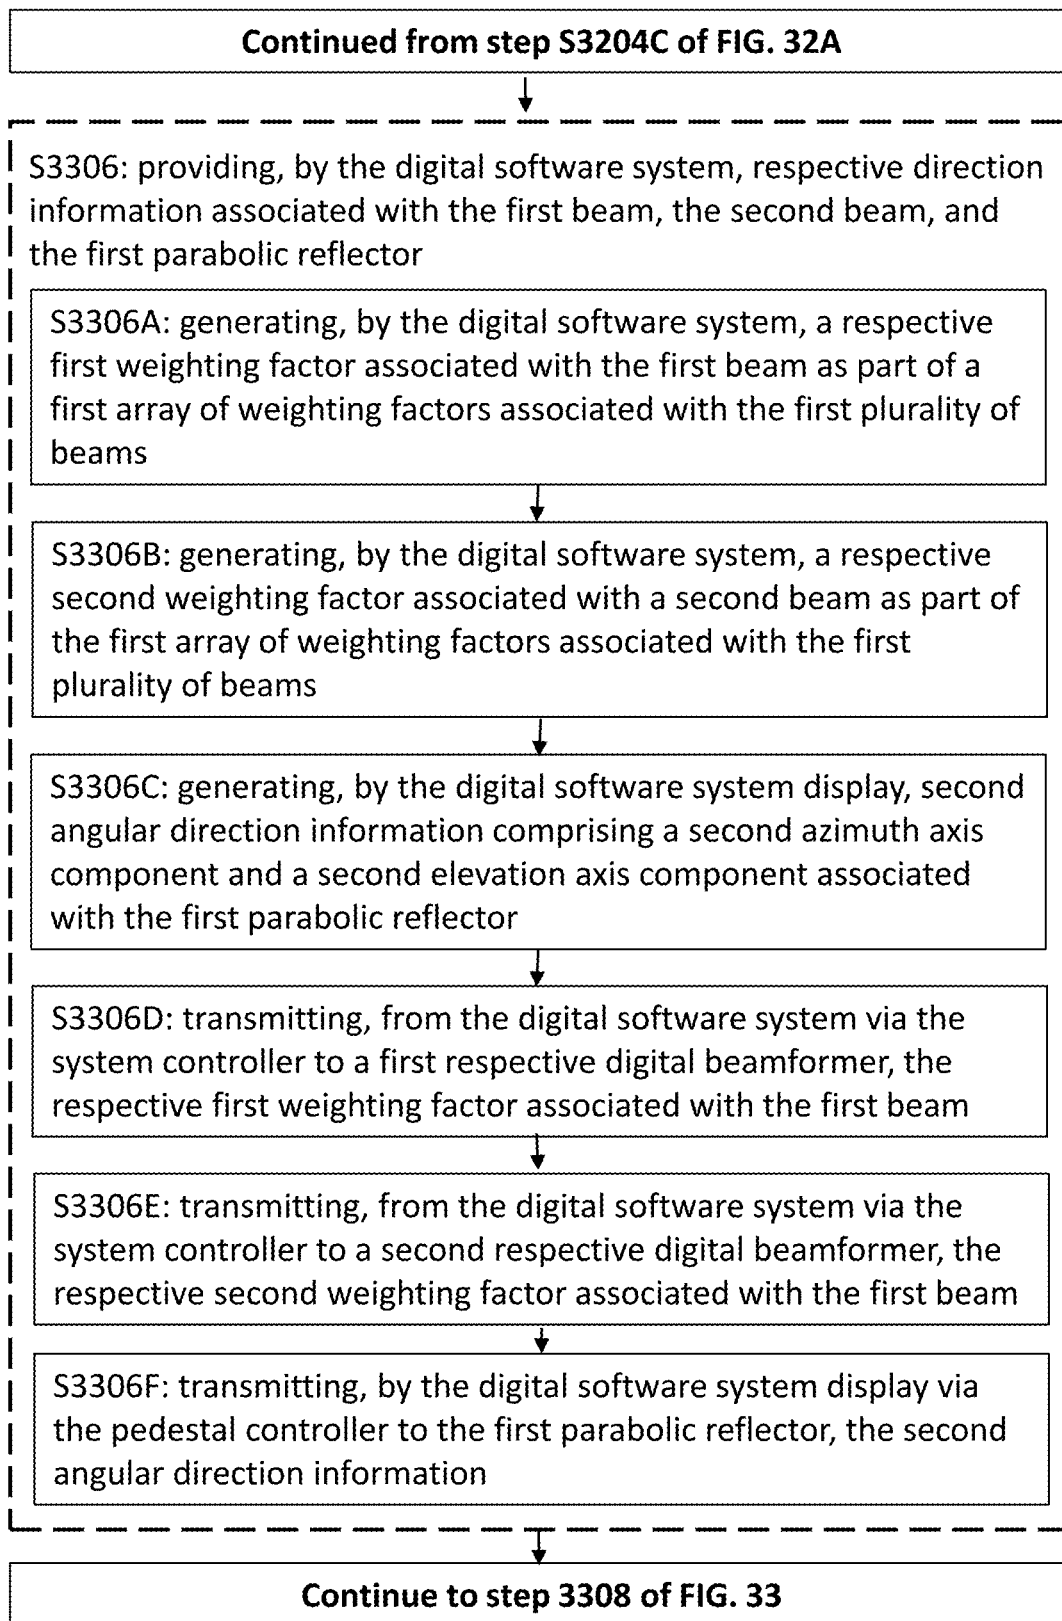 Continued from step S3204C of FIG. 32A
S3306: providing, by the digital software system, respective direction
information associated with the first beam, the second beam, and
the first parabolic reflector
S3306A: generating, by the digital software system, a respective
first weighting factor associated with the first beam as part of a
first array of weighting factors associated with the first plurality of
beams
S3306B: generating, by the digital software system, a respective
second weighting factor associated with a second beam as part of
the first array of weighting factors associated with the first
plurality of beams
S3306C: generating, by the digital software system display, second
angular direction information comprising a second azimuth axis
component and a second elevation axis component associated
with the first parabolic reflector
S3306D: transmitting, from the digital software system via the
system controller to a first respective digital beamformer, the
respective first weighting factor associated with the first beam
S3306E: transmitting, from the digital software system via the
system controller to a second respective digital beamformer, the
respective second weighting factor associated with the first beam
S3306F: transmitting, by the digital software system display via
the pedestal controller to the first parabolic reflector, the second
angular direction information
Continue to step 3308 of FIG. 33